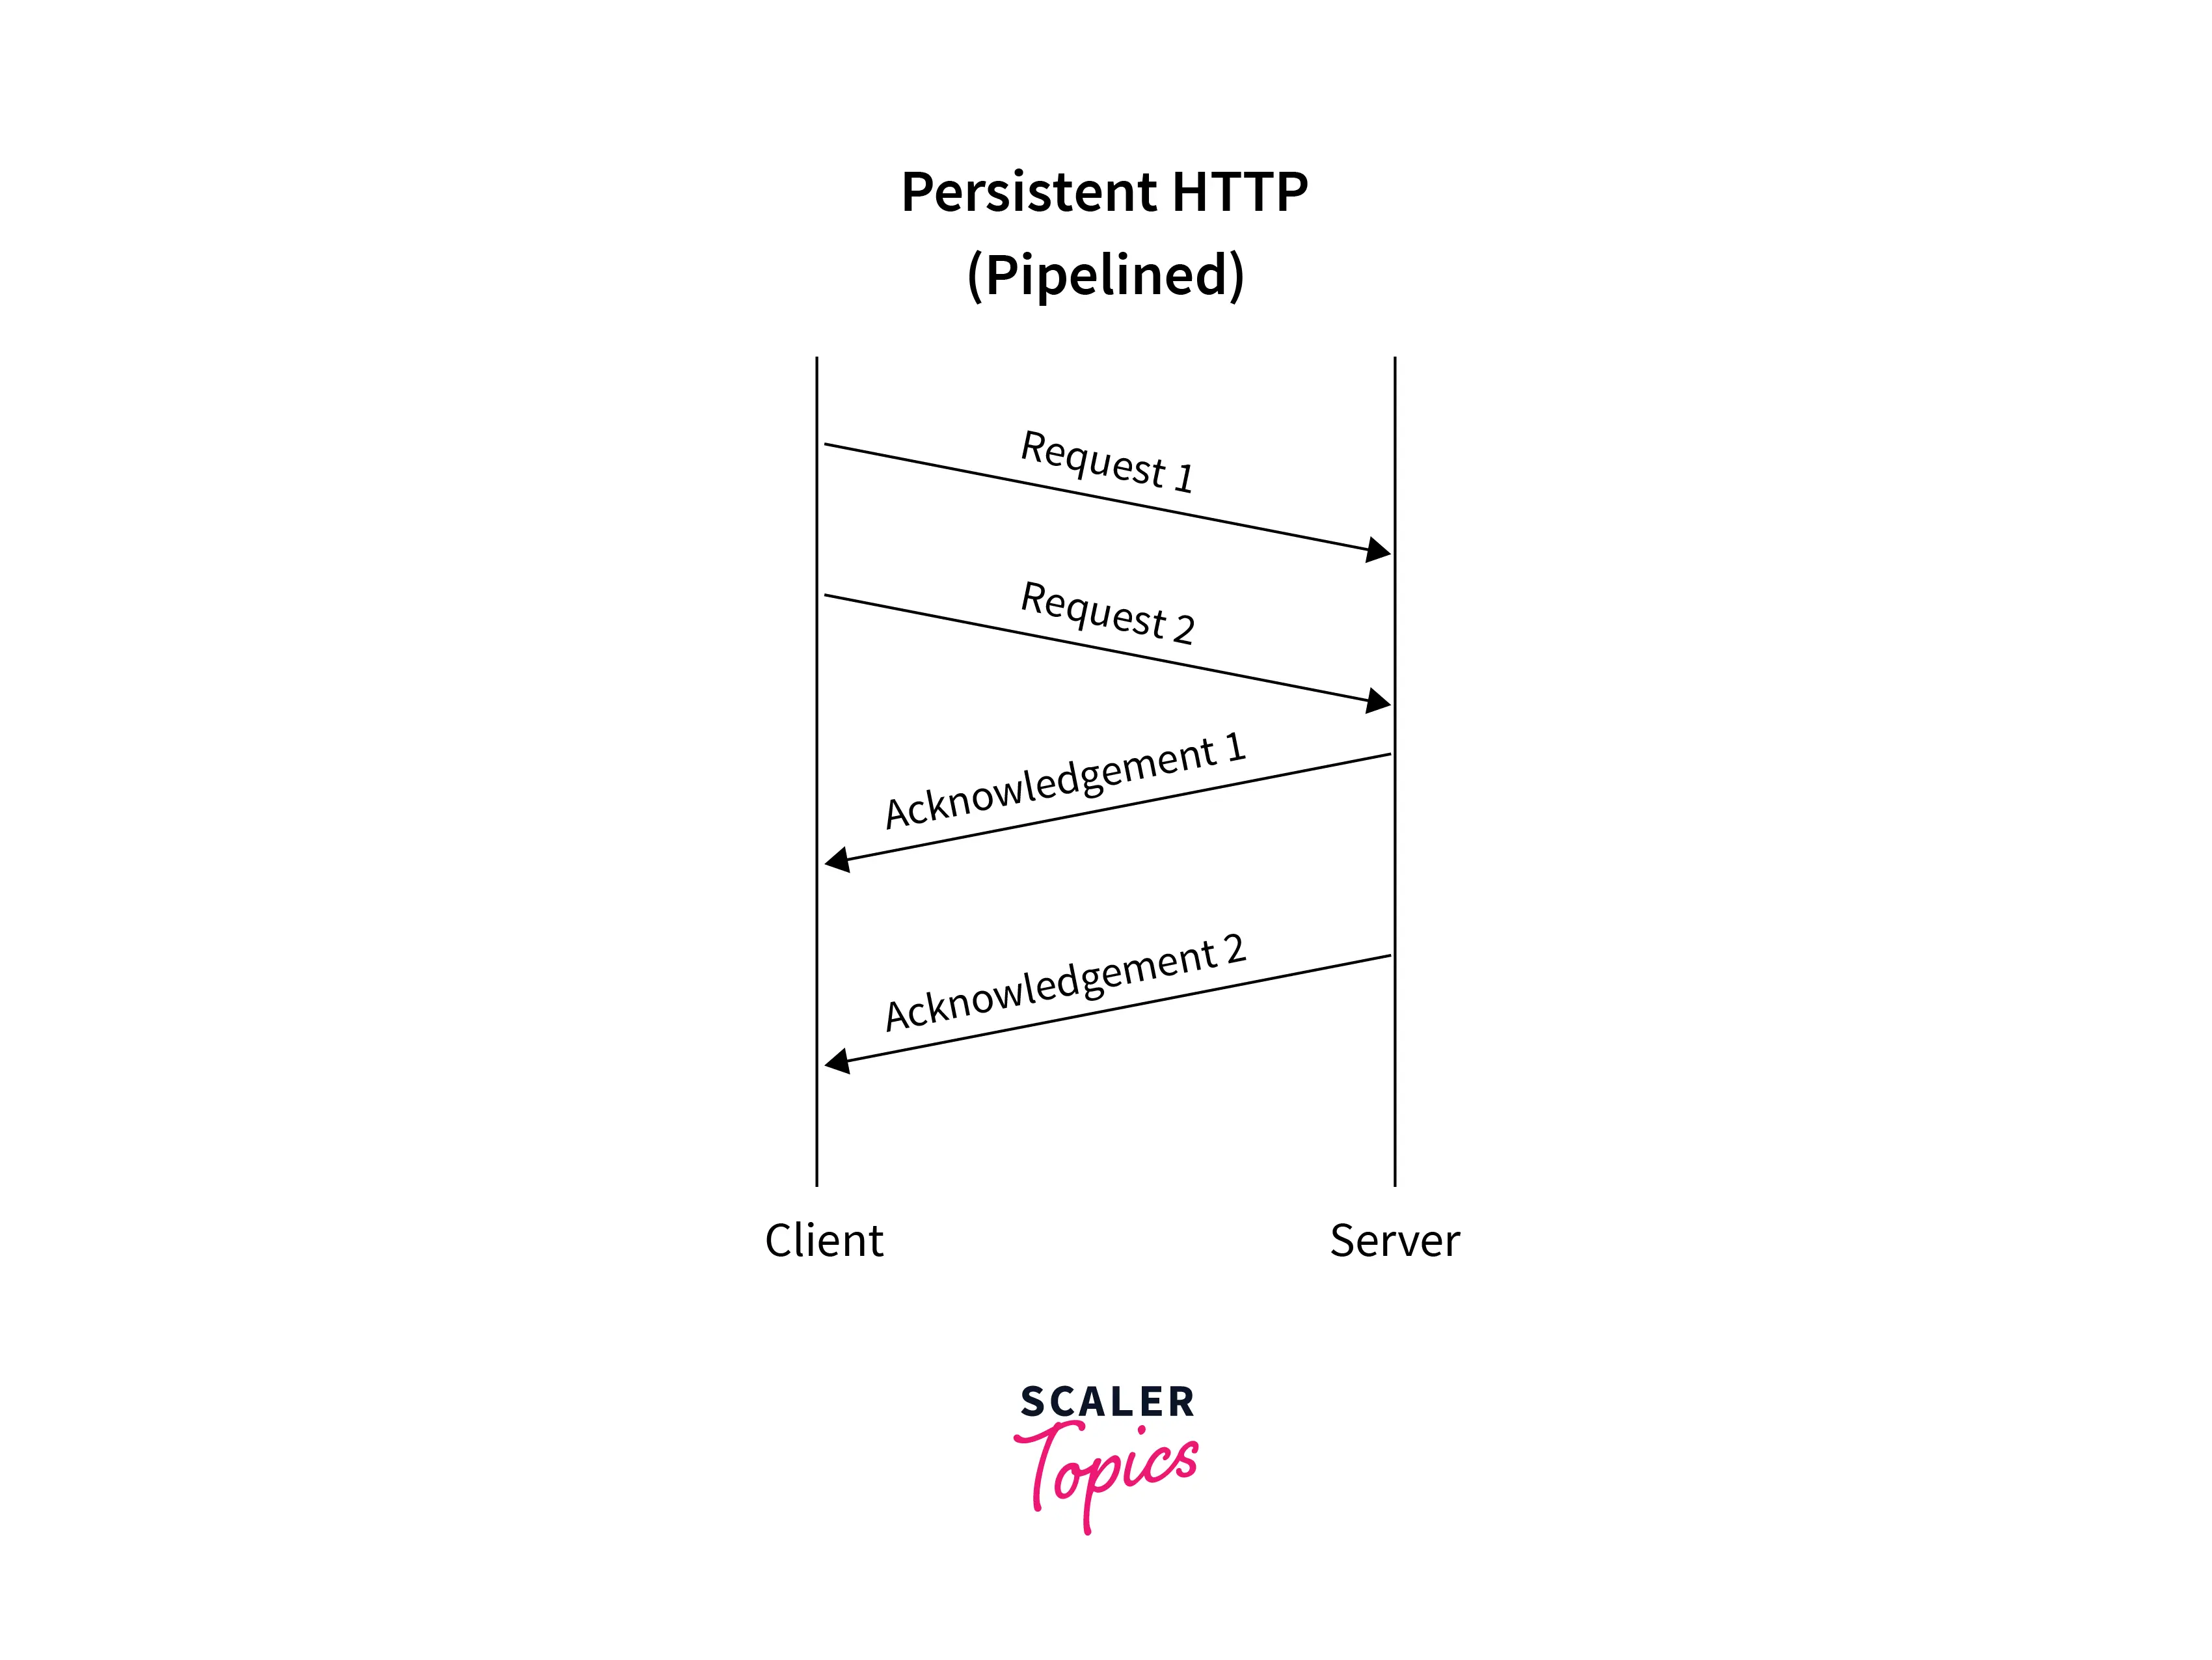 Persistent HTTP
(Pipelined)
Request 1
Request 2
Acknowledgement 1
Acknowledgement 2
Client
Server
SCALER
Topics